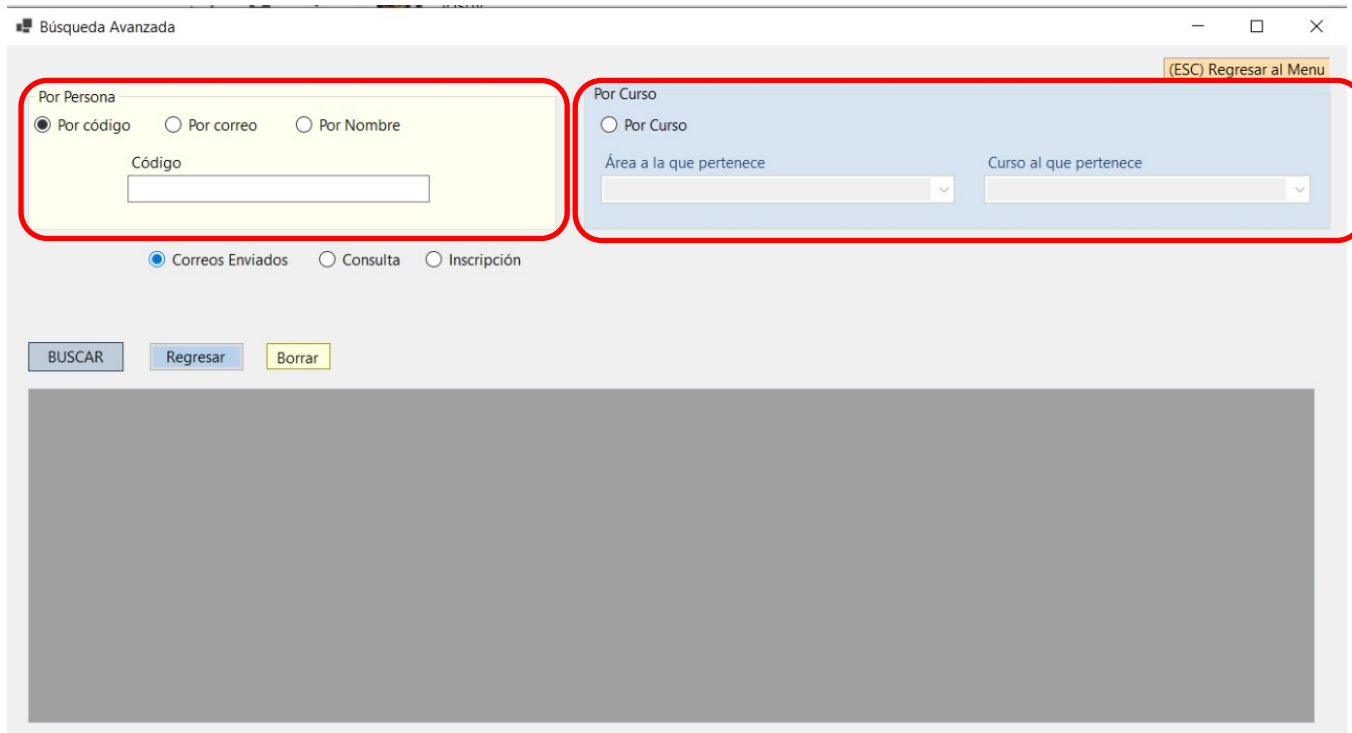 Búsqueda Avanzada
(ESC) Regresar al Menu
Por Persona
Por código Por correo Por Nombre
Código
Por Curso
Por Curso
Área a la que pertenece Curso al que pertenece
Correos Enviados Consulta Inscripción
BUSCAR Regresar Borrar